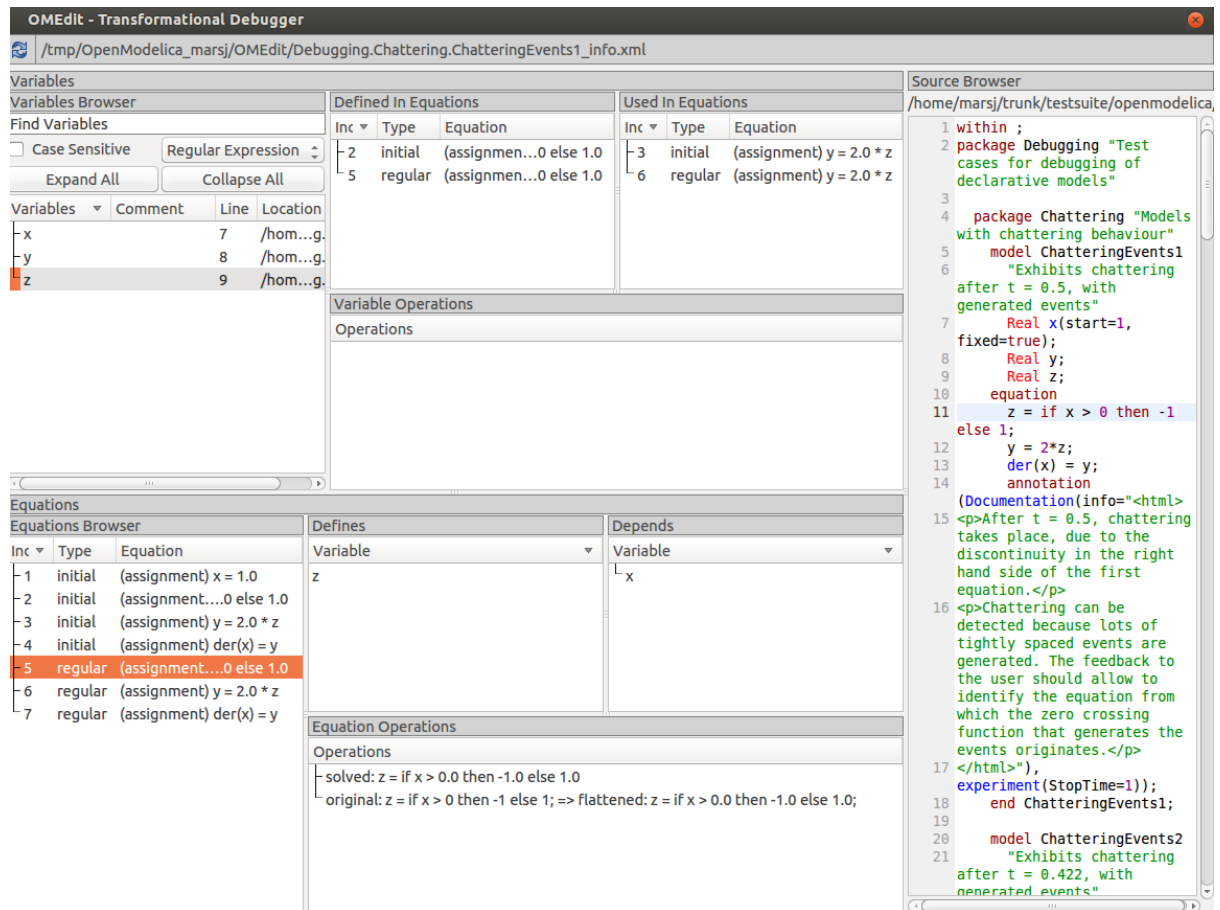 OMEdit - Transformational Debugger
/tmp/OpenModelica_marsj/OMEdit/Debugging.Chattering.ChatteringEvents1_info.xml
Variables
Variables Browser
Find Variables
Case Sensitive
Regular Expression
Expand All
Collapse All
Variables Comment Line Location
x 7 /hom...g.
y 8 /hom...g.
z 9 /hom...g.
Defined In Equations
Inc Type Equation
2 initial (assignmen...0 else 1.0
5 regular (assignmen...0 else 1.0
Used In Equations
Inc Type Equation
3 initial (assignment) y = 2.0 * z
6 regular (assignment) y = 2.0 * z
Variable Operations
Operations
Equations
Equations Browser
Inc Type Equation
1 initial (assignment) x = 1.0
2 initial (assignment....0 else 1.0
3 initial (assignment) y = 2.0 * z
4 initial (assignment) der(x) = y
5 regular (assignment....0 else 1.0
6 regular (assignment) y = 2.0 * z
7 regular (assignment) der(x) = y
Defines
Variable
z
Depends
Variable
x
Equation Operations
Operations
solved: z = if x > 0.0 then -1.0 else 1.0
original: z = if x > 0 then -1 else 1; => flattened: z = if x > 0.0 then -1.0 else 1.0;
Source Browser
/home/marsj/trunk/testsuite/openmodelica,
1 within ;
2 package Debugging "Test
cases for debugging of
declarative models"
3
4 package Chattering "Models
with chattering behaviour"
5 model ChatteringEvents1
6 "Exhibits chattering
after t = 0.5, with
generated events"
7 Real x(start=1,
fixed=true);
8 Real y;
9 Real z;
10 equation
11 z = if x > 0 then -1
else 1;
12 y = 2*z;
13 der(x) = y;
14 annotation
(Documentation(info="<html>
15 <p>After t = 0.5, chattering
takes place, due to the
discontinuity in the right
hand side of the first
equation.</p>
16 <p>Chattering can be
detected because lots of
tightly spaced events are
generated. The feedback to
the user should allow to
identify the equation from
which the zero crossing
function that generates the
events originates.</p>
17 </html>"),
experiment(StopTime=1));
18 end ChatteringEvents1;
19
20 model ChatteringEvents2
21 "Exhibits chattering
after t = 0.422, with
generated events"